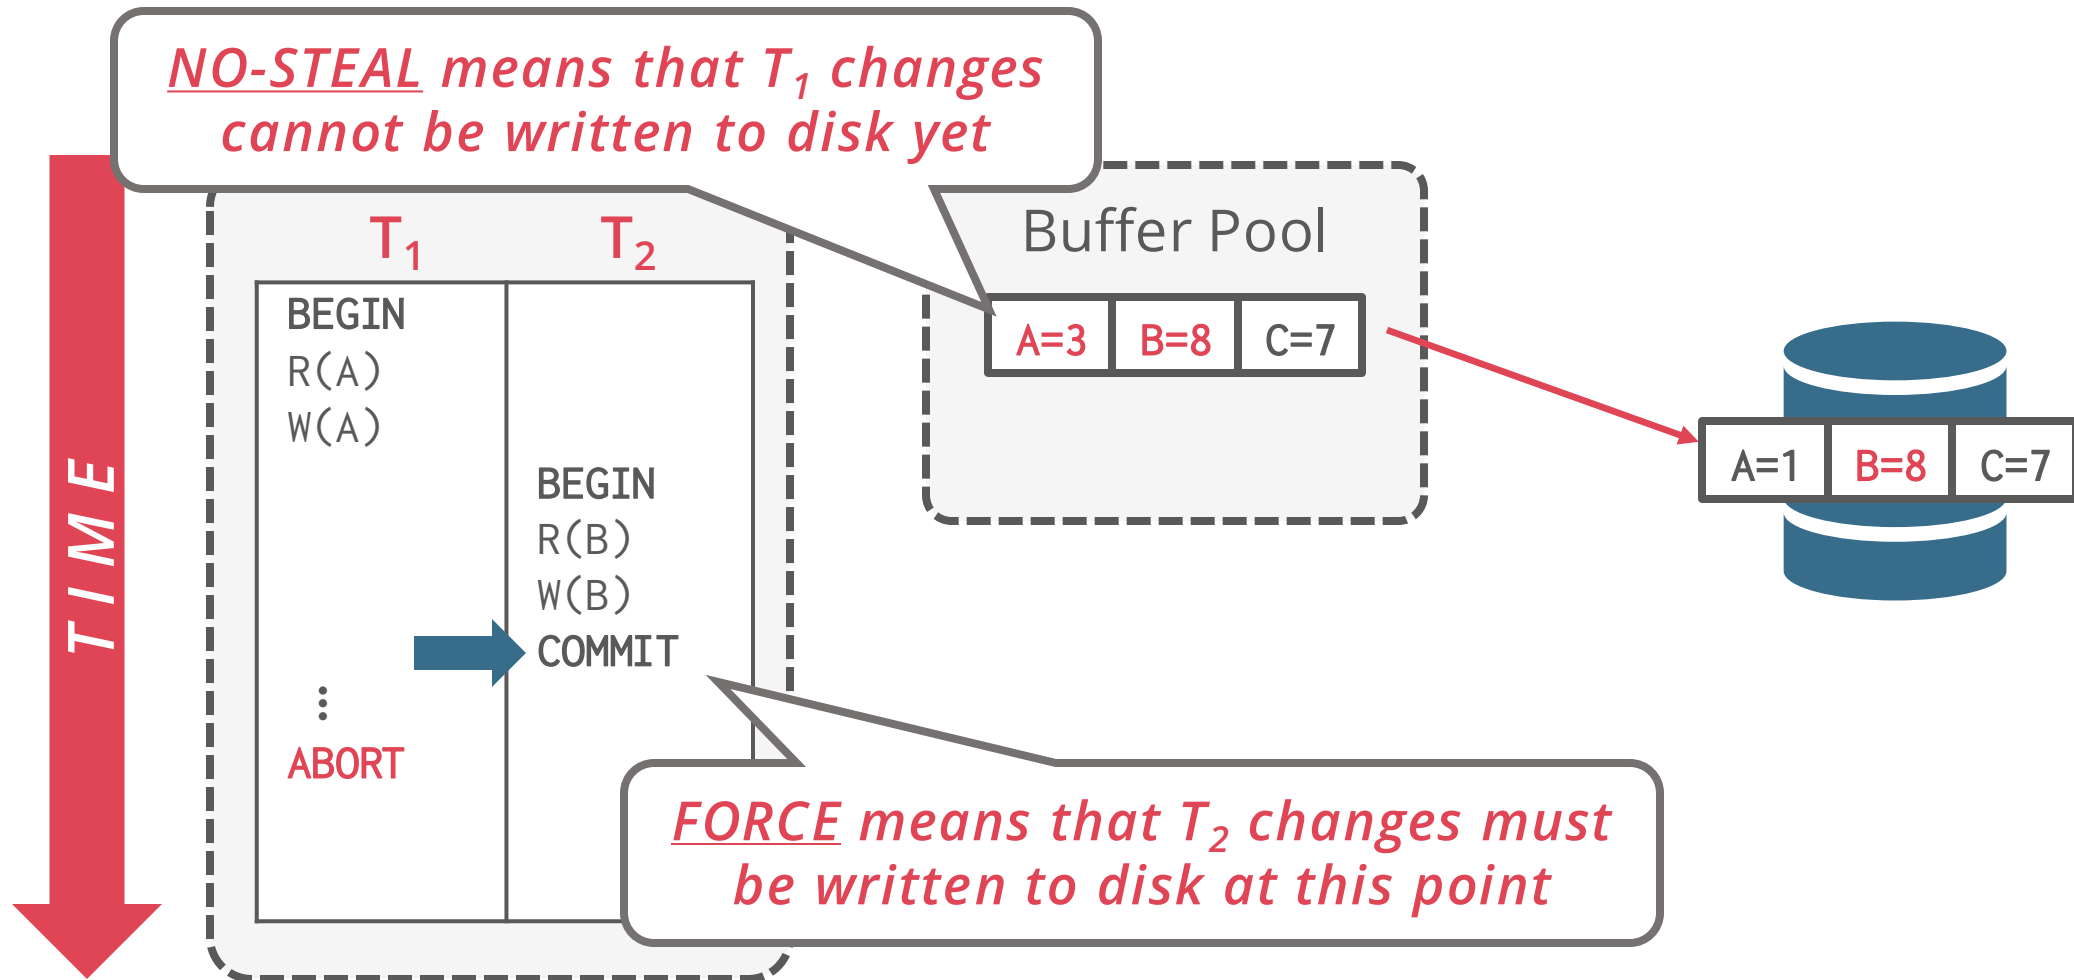 NO-STEAL means that T1 changes
cannot be written to disk yet
TIME
T1
T2
BEGIN
R(A)
W(A)
⋮
ABORT
BEGIN
R(B)
W(B)
COMMIT
Buffer Pool
A=3 B=8 C=7
A=1 B=8 C=7
FORCE means that T2 changes must
be written to disk at this point